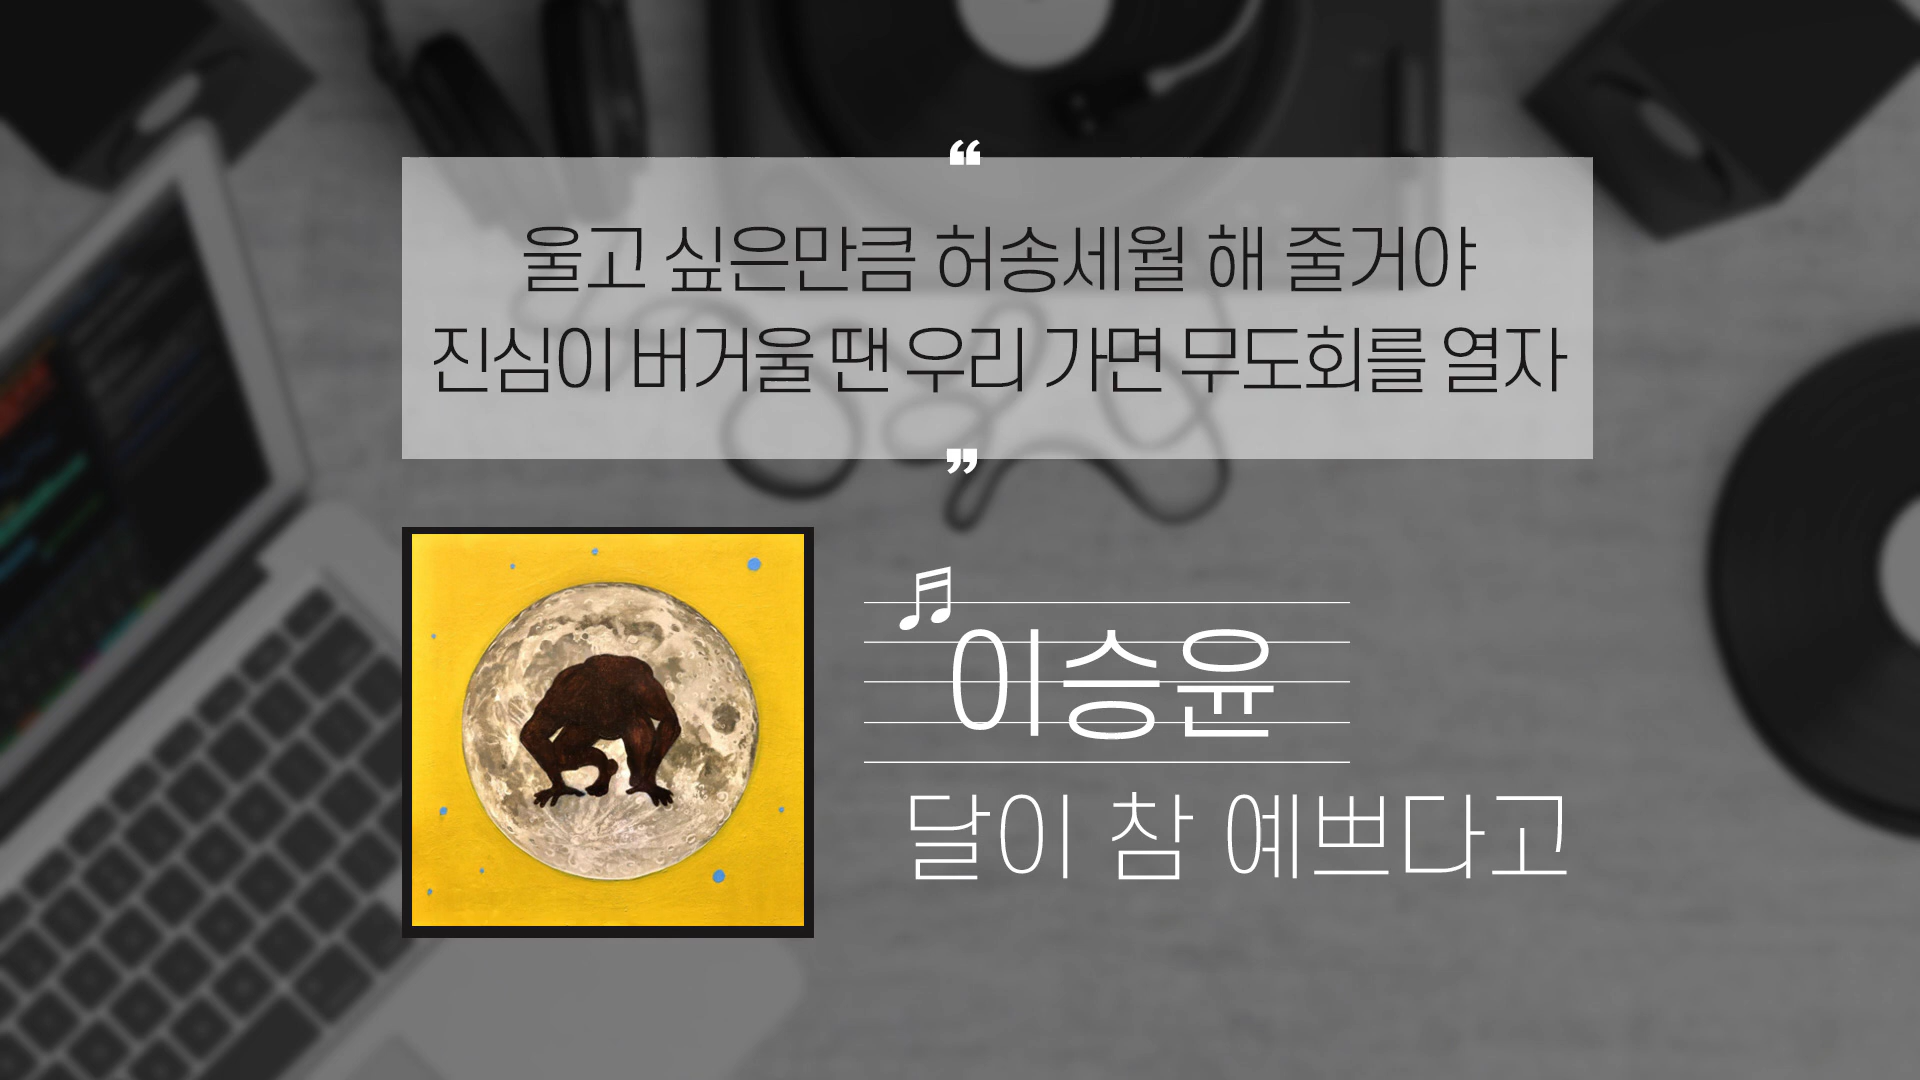 ❝
울고 싶은만큼 허송세월 해 줄거야
진심이 버거울 땐 우리 가면 무도회를 열자
❞
이승윤
달이 참 예쁘다고